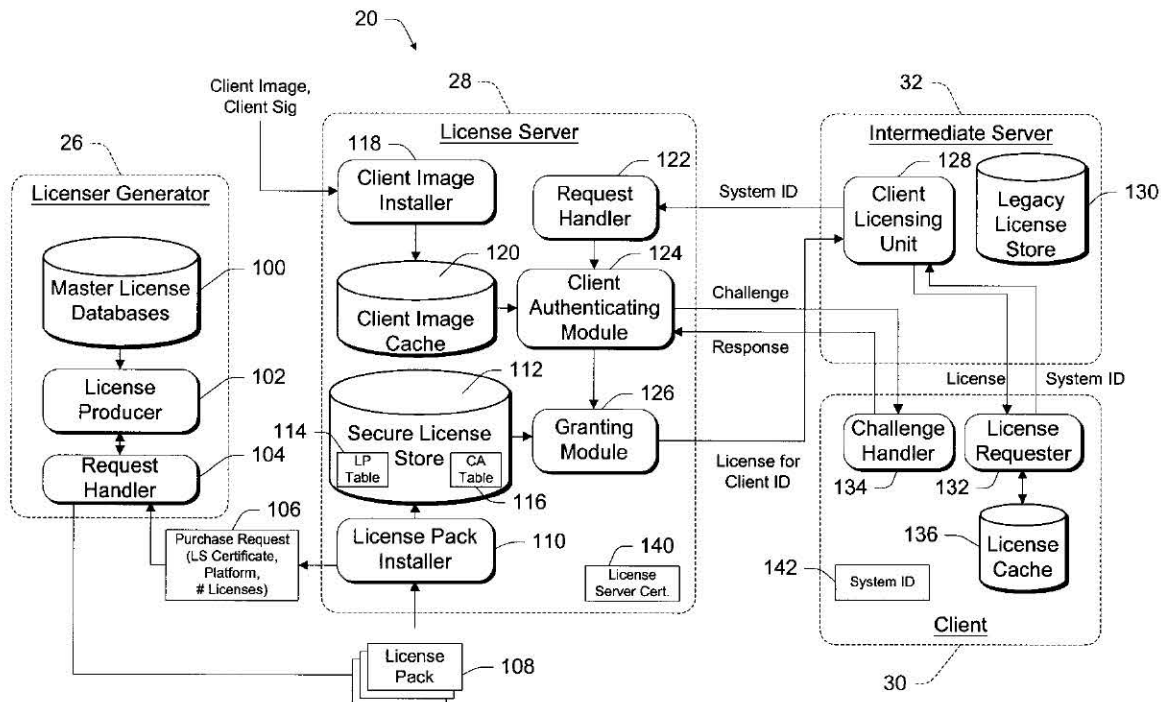 20
Client Image,
Client Sig
26
Licenser Generator
100
Master License
Databases
102
License
Producer
104
Request
Handler
106
Purchase Request
(LS Certificate,
Platform,
# Licenses)
28
License Server
118
Client Image
Installer
122
Request
Handler
120
Client Image
Cache
124
Client
Authenticating
Module
112
Secure License
Store
114
LP
Table
CA
Table
116
126
Granting
Module
License Pack
Installer
110
140
License
Server Cert.
License
Pack
108
System ID
Challenge
Response
License for
Client ID
32
Intermediate Server
128
Client
Licensing
Unit
Legacy
License
Store
130
License
System ID
Challenge
Handler
134
License
Requester
132
136
License
Cache
142
System ID
Client
30